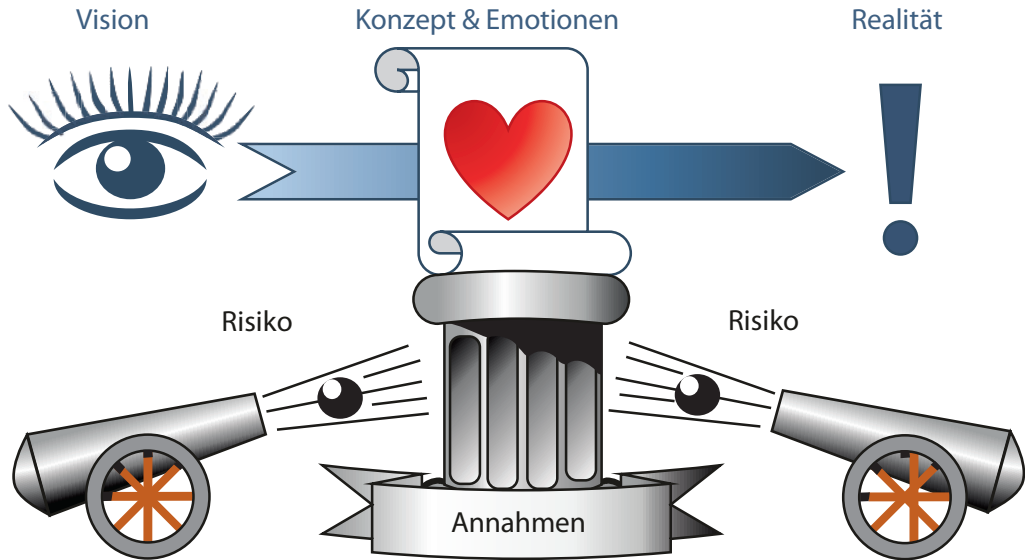 Vision
Konzept & Emotionen
Realität
Risiko
Risiko
Annahmen